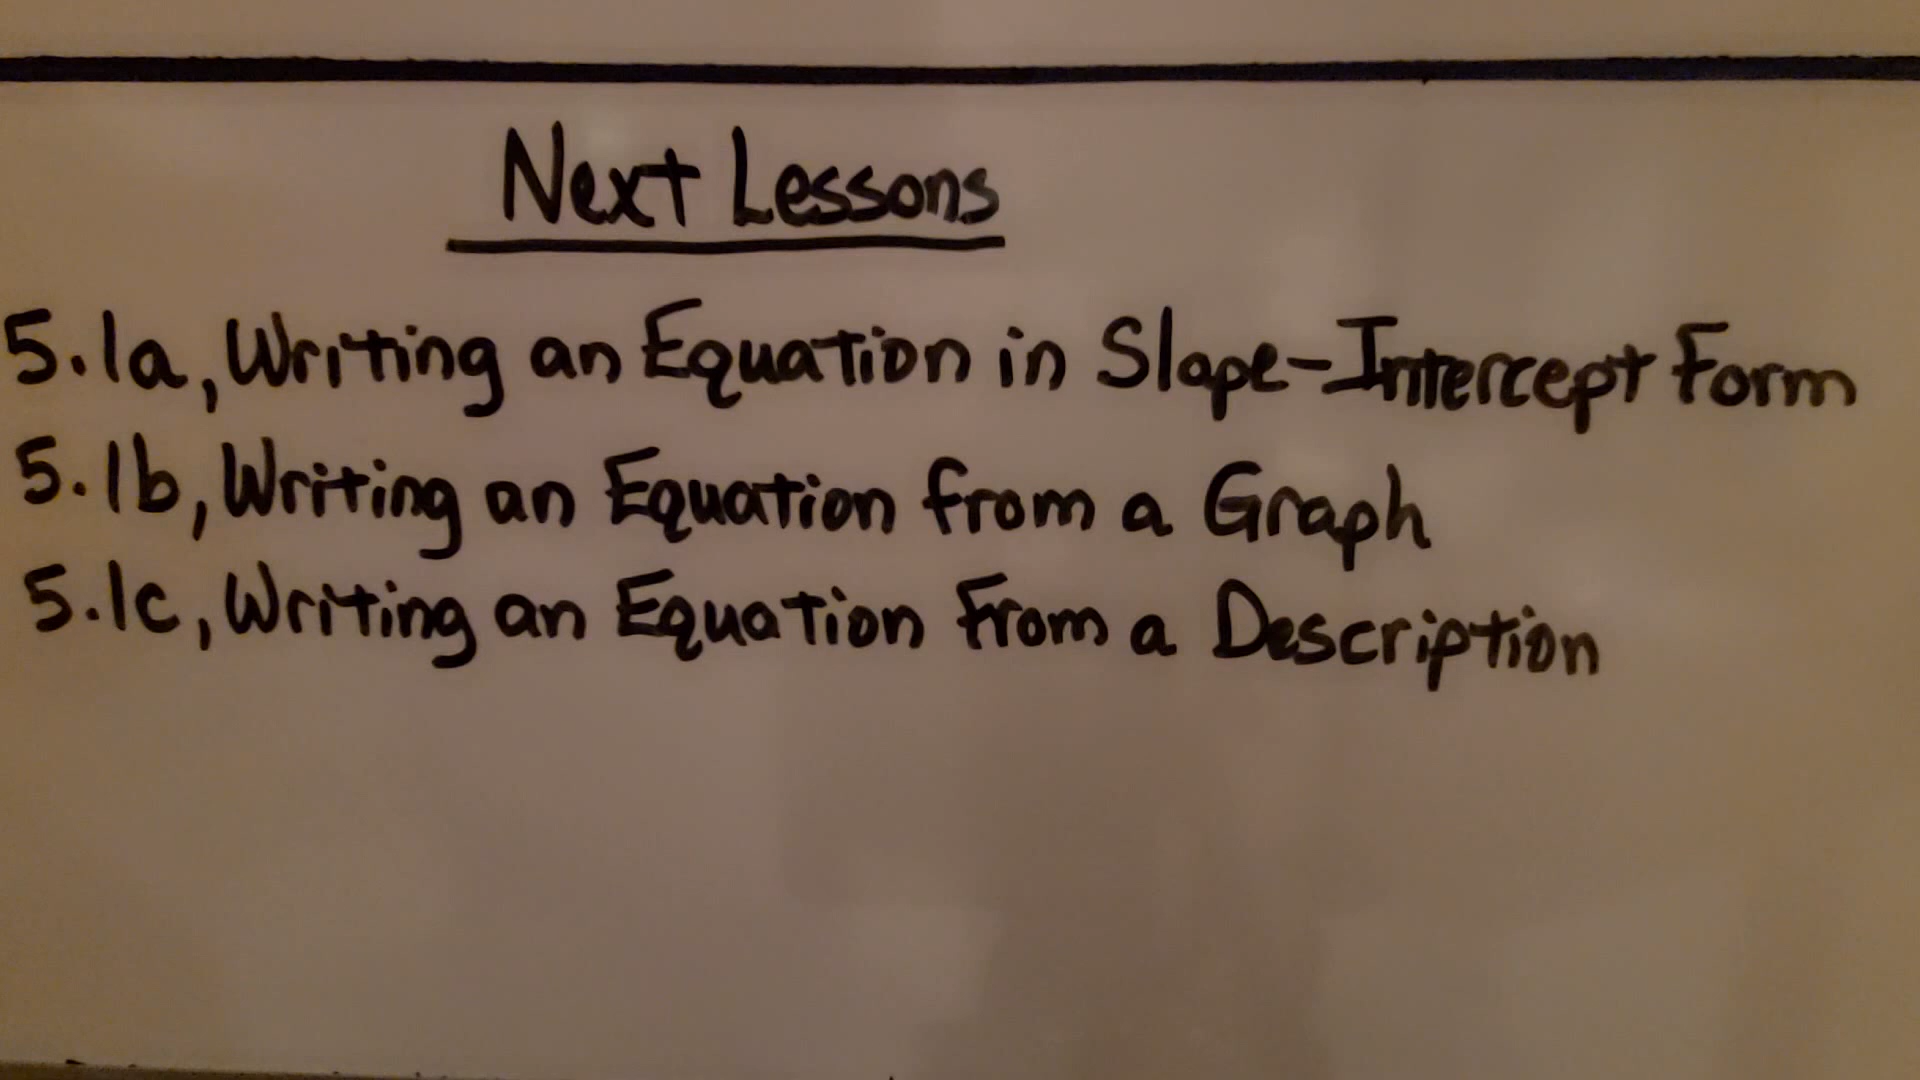 Next Lessons
5.1a, Writing an Equation in Slope-Intercept Form
5.1b, Writing an Equation from a Graph
5.1c, Writing an Equation From a Description